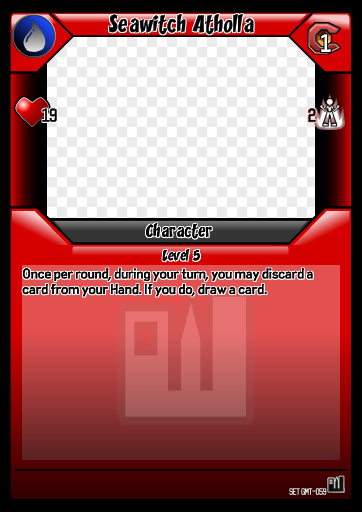 Seawitch Atholla
1
19
2
Character
Level 5
Once per round, during your turn, you may discard a
card from your Hand. If you do, draw a card.
SET GMT-059